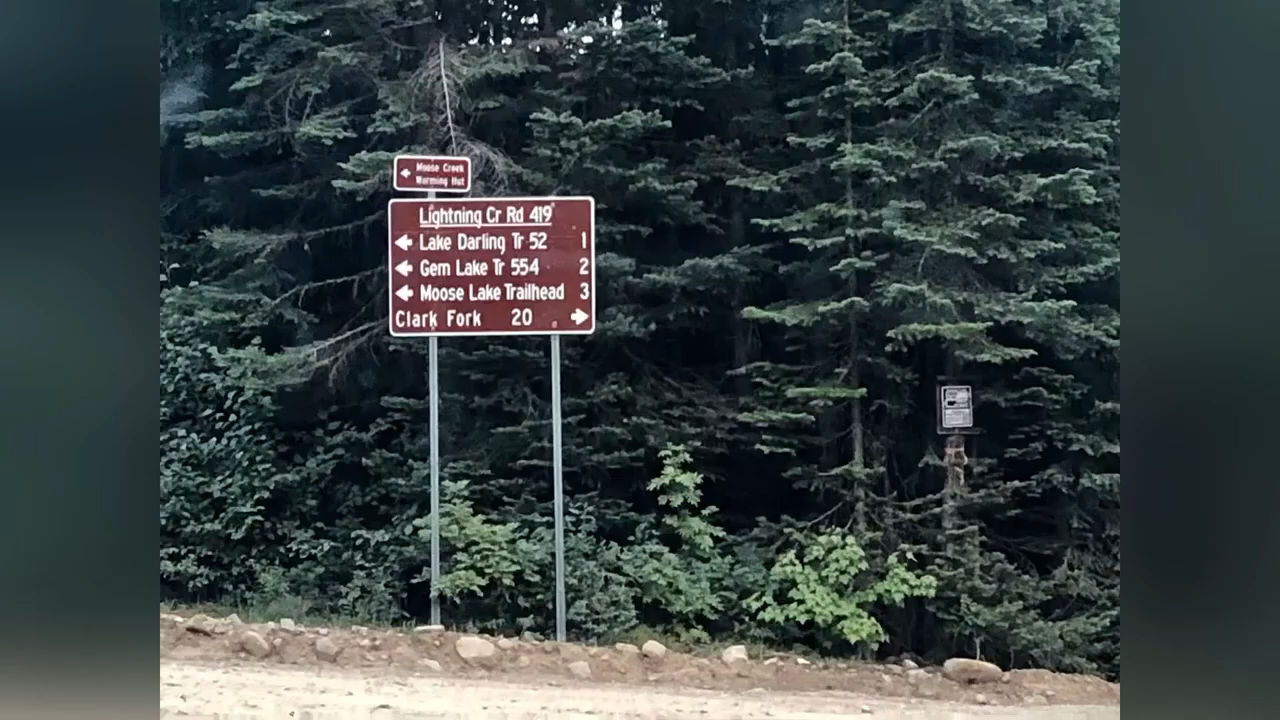 Moose Creek
Warming Hut
Lightning Cr Rd 419
Lake Darling Tr 52 1
Gem Lake Tr 554 2
Moose Lake Trailhead 3
Clark Fork 20